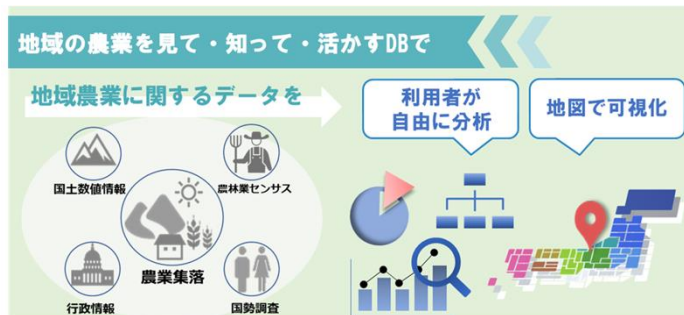 地域の農業を見て・知って・活かすDBで
地域農業に関するデータを
利用者が
自由に分析
地図で可視化
国土数値情報
農林業センサス
農業集落
行政情報
国勢調査